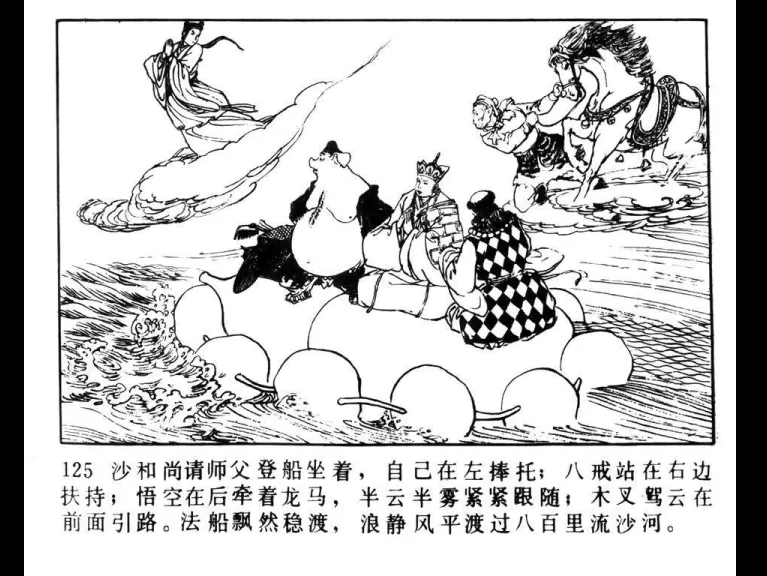 125 沙和尚请师父登船坐着，自己在左捧托；八戒站在右边
扶持；悟空在后牵着龙马，半云半雾紧紧跟随；木叉驾云在
前面引路。法船飘然稳渡，浪静风平渡过八百里流沙河。